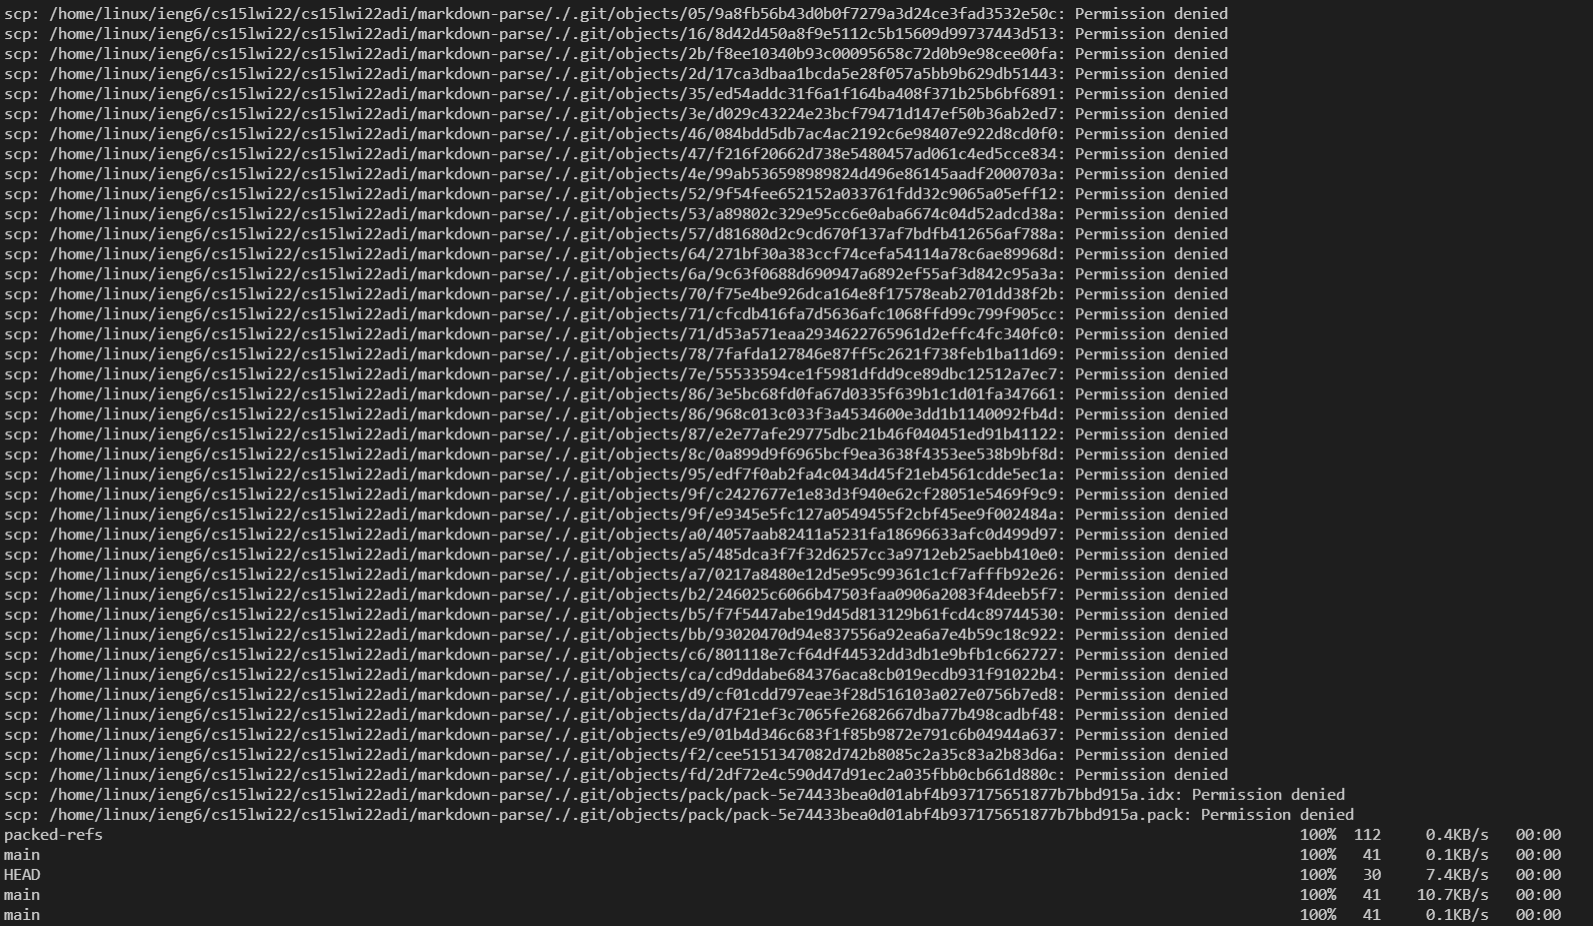 scp: /home/linux/ieng6/cs15lwi22/cs15lwi22adi/markdown-parse/./.git/objects/05/9a8fb56b43d0b0f7279a3d24ce3fad3532e50c: Permission denied
scp: /home/linux/ieng6/cs15lwi22/cs15lwi22adi/markdown-parse/./.git/objects/16/8d42d450a8f9e5112c5b15609d99737443d513: Permission denied
scp: /home/linux/ieng6/cs15lwi22/cs15lwi22adi/markdown-parse/./.git/objects/2b/f8ee10340b93c00095658c72d0b9e98cee00fa: Permission denied
scp: /home/linux/ieng6/cs15lwi22/cs15lwi22adi/markdown-parse/./.git/objects/2d/17ca3dbaa1bcda5e28f057a5bb9b629db51443: Permission denied
scp: /home/linux/ieng6/cs15lwi22/cs15lwi22adi/markdown-parse/./.git/objects/35/ed54addc31f6a1f164ba408f371b25b6bf6891: Permission denied
scp: /home/linux/ieng6/cs15lwi22/cs15lwi22adi/markdown-parse/./.git/objects/3e/d029c43224e23bcf79471d147ef50b36ab2ed7: Permission denied
scp: /home/linux/ieng6/cs15lwi22/cs15lwi22adi/markdown-parse/./.git/objects/46/084bdd5db7ac4ac2192c6e98407e922d8cd0f0: Permission denied
scp: /home/linux/ieng6/cs15lwi22/cs15lwi22adi/markdown-parse/./.git/objects/47/f216f20662d738e5480457ad061c4ed5cce834: Permission denied
scp: /home/linux/ieng6/cs15lwi22/cs15lwi22adi/markdown-parse/./.git/objects/4e/99ab536598989824d496e86145aadf2000703a: Permission denied
scp: /home/linux/ieng6/cs15lwi22/cs15lwi22adi/markdown-parse/./.git/objects/52/9f54fee652152a033761fdd32c9065a05eff12: Permission denied
scp: /home/linux/ieng6/cs15lwi22/cs15lwi22adi/markdown-parse/./.git/objects/53/a89802c329e95cc6e0aba6674c04d52adcd38a: Permission denied
scp: /home/linux/ieng6/cs15lwi22/cs15lwi22adi/markdown-parse/./.git/objects/57/d81680d2c9cd670f137af7bdfb412656af788a: Permission denied
scp: /home/linux/ieng6/cs15lwi22/cs15lwi22adi/markdown-parse/./.git/objects/64/271bf30a383ccf74cefa54114a78c6ae89968d: Permission denied
scp: /home/linux/ieng6/cs15lwi22/cs15lwi22adi/markdown-parse/./.git/objects/6a/9c63f0688d690947a6892ef55af3d842c95a3a: Permission denied
scp: /home/linux/ieng6/cs15lwi22/cs15lwi22adi/markdown-parse/./.git/objects/70/f75e4be926dca164e8f17578eab2701dd38f2b: Permission denied
scp: /home/linux/ieng6/cs15lwi22/cs15lwi22adi/markdown-parse/./.git/objects/71/cfcdb416fa7d5636afc1068ffd99c799f905cc: Permission denied
scp: /home/linux/ieng6/cs15lwi22/cs15lwi22adi/markdown-parse/./.git/objects/71/d53a571eaa2934622765961d2effc4fc340fc0: Permission denied
scp: /home/linux/ieng6/cs15lwi22/cs15lwi22adi/markdown-parse/./.git/objects/78/7fafda127846e87ff5c2621f738feb1ba11d69: Permission denied
scp: /home/linux/ieng6/cs15lwi22/cs15lwi22adi/markdown-parse/./.git/objects/7e/55533594ce1f5981dfdd9ce89dbc12512a7ec7: Permission denied
scp: /home/linux/ieng6/cs15lwi22/cs15lwi22adi/markdown-parse/./.git/objects/86/3e5bc68fd0fa67d0335f639b1c1d01fa347661: Permission denied
scp: /home/linux/ieng6/cs15lwi22/cs15lwi22adi/markdown-parse/./.git/objects/86/968c013c033f3a4534600e3dd1b1140092fb4d: Permission denied
scp: /home/linux/ieng6/cs15lwi22/cs15lwi22adi/markdown-parse/./.git/objects/87/e2e77afe29775dbc21b46f040451ed91b41122: Permission denied
scp: /home/linux/ieng6/cs15lwi22/cs15lwi22adi/markdown-parse/./.git/objects/8c/0a899d9f6965bcf9ea3638f4353ee538b9bf8d: Permission denied
scp: /home/linux/ieng6/cs15lwi22/cs15lwi22adi/markdown-parse/./.git/objects/95/edf7f0ab2fa4c0434d45f21eb4561cdde5ec1a: Permission denied
scp: /home/linux/ieng6/cs15lwi22/cs15lwi22adi/markdown-parse/./.git/objects/9f/c2427677e1e83d3f940e62cf28051e5469f9c9: Permission denied
scp: /home/linux/ieng6/cs15lwi22/cs15lwi22adi/markdown-parse/./.git/objects/9f/e9345e5fc127a0549455f2cbf45ee9f002484a: Permission denied
scp: /home/linux/ieng6/cs15lwi22/cs15lwi22adi/markdown-parse/./.git/objects/a0/4057aab82411a5231fa18696633afc0d499d97: Permission denied
scp: /home/linux/ieng6/cs15lwi22/cs15lwi22adi/markdown-parse/./.git/objects/a5/485dca3f7f32d6257cc3a9712eb25aebb410e0: Permission denied
scp: /home/linux/ieng6/cs15lwi22/cs15lwi22adi/markdown-parse/./.git/objects/a7/0217a8480e12d5e95c99361c1cf7afffb92e26: Permission denied
scp: /home/linux/ieng6/cs15lwi22/cs15lwi22adi/markdown-parse/./.git/objects/b2/246025c6066b47503faa0906a2083f4deeb5f7: Permission denied
scp: /home/linux/ieng6/cs15lwi22/cs15lwi22adi/markdown-parse/./.git/objects/b5/f7f5447abe19d45d813129b61fcd4c89744530: Permission denied
scp: /home/linux/ieng6/cs15lwi22/cs15lwi22adi/markdown-parse/./.git/objects/bb/93020470d94e837556a92ea6a7e4b59c18c922: Permission denied
scp: /home/linux/ieng6/cs15lwi22/cs15lwi22adi/markdown-parse/./.git/objects/c6/801118e7cf64df44532dd3db1e9bfb1c662727: Permission denied
scp: /home/linux/ieng6/cs15lwi22/cs15lwi22adi/markdown-parse/./.git/objects/ca/cd9ddabe684376aca8cb019ecdb931f91022b4: Permission denied
scp: /home/linux/ieng6/cs15lwi22/cs15lwi22adi/markdown-parse/./.git/objects/d9/cf01cdd797eae3f28d516103a027e0756b7ed8: Permission denied
scp: /home/linux/ieng6/cs15lwi22/cs15lwi22adi/markdown-parse/./.git/objects/da/d7f21ef3c7065fe2682667dba77b498cadbf48: Permission denied
scp: /home/linux/ieng6/cs15lwi22/cs15lwi22adi/markdown-parse/./.git/objects/e9/01b4d346c683f1f85b9872e791c6b04944a637: Permission denied
scp: /home/linux/ieng6/cs15lwi22/cs15lwi22adi/markdown-parse/./.git/objects/f2/cee5151347082d742b8085c2a35c83a2b83d6a: Permission denied
scp: /home/linux/ieng6/cs15lwi22/cs15lwi22adi/markdown-parse/./.git/objects/fd/2df72e4c590d47d91ec2a035fbb0cb661d880c: Permission denied
scp: /home/linux/ieng6/cs15lwi22/cs15lwi22adi/markdown-parse/./.git/objects/pack/pack-5e74433bea0d01abf4b937175651877b7bbd915a.idx: Permission denied
scp: /home/linux/ieng6/cs15lwi22/cs15lwi22adi/markdown-parse/./.git/objects/pack/pack-5e74433bea0d01abf4b937175651877b7bbd915a.pack: Permission denied
packed-refs 100% 112 0.4KB/s 00:00
main 100% 41 0.1KB/s 00:00
HEAD 100% 30 7.4KB/s 00:00
main 100% 41 10.7KB/s 00:00
main 100% 41 0.1KB/s 00:00